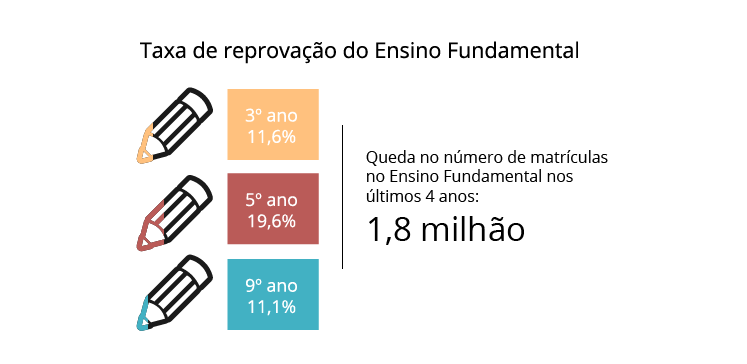 Taxa de reprovação do Ensino Fundamental
3º ano
11,6%
5º ano
19,6%
9º ano
11,1%
Queda no número de matrículas
no Ensino Fundamental nos
últimos 4 anos:
1,8 milhão